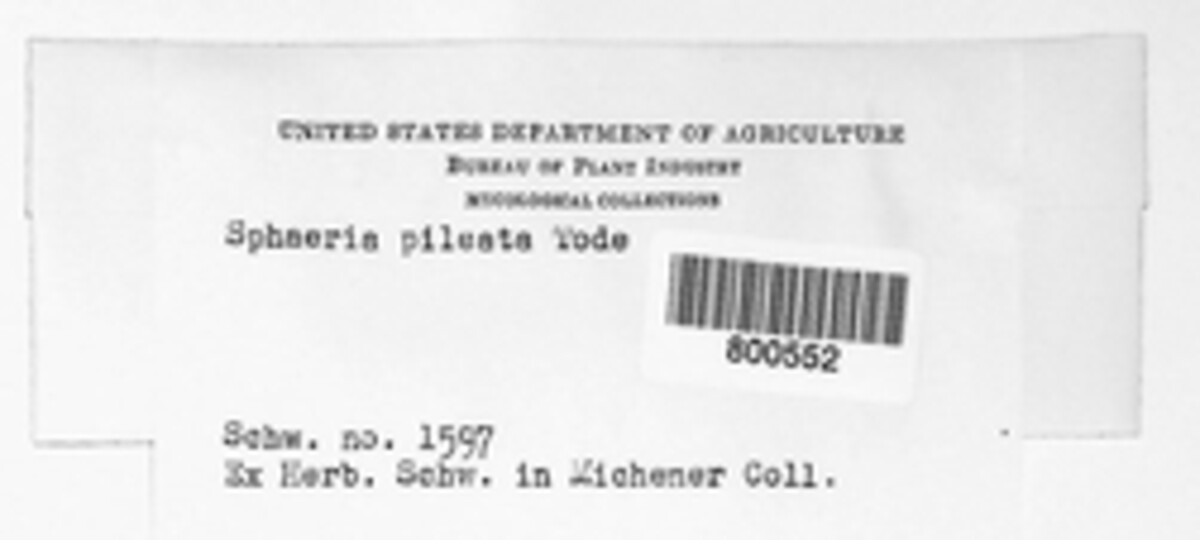 UNITED STATES DEPARTMENT OF AGRICULTURE
BUREAU OF PLANT INDUSTRY
MYCOLOGICAL COLLECTIONS
Sphaeria pileata Tode
800552
Schw. no. 1597
Ex Herb. Schw. in Michener Coll.